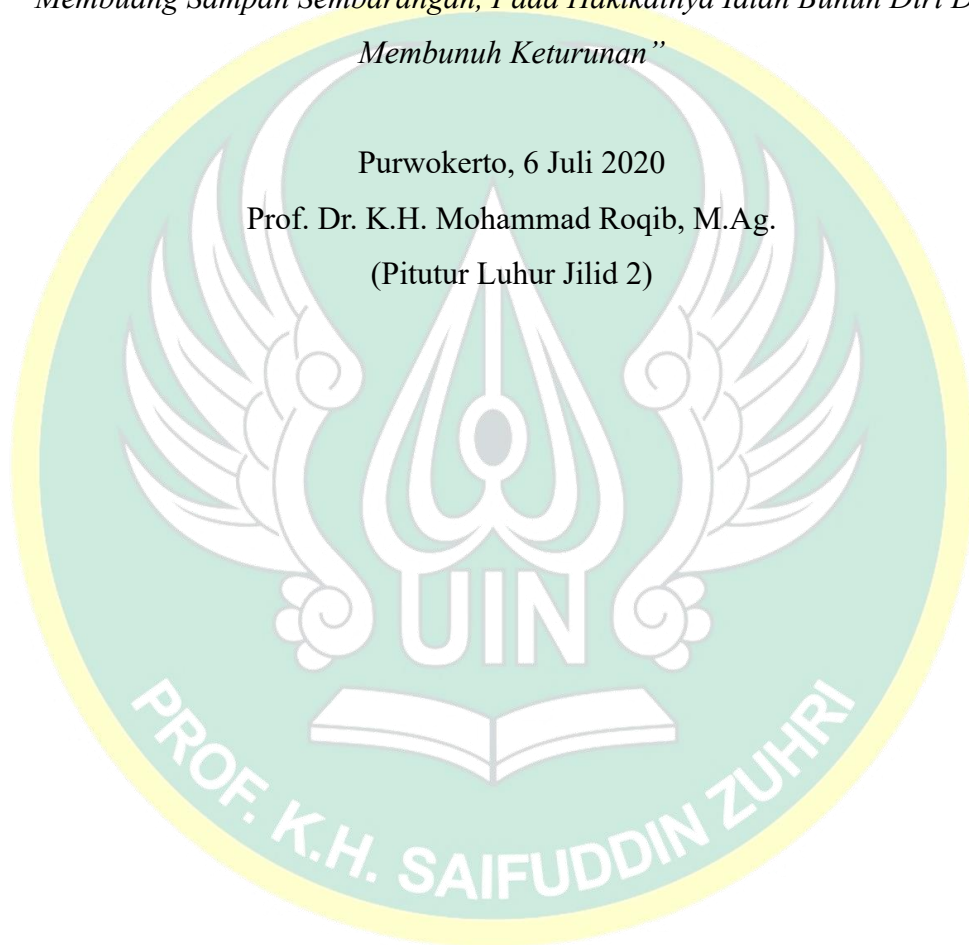 Membuang Sampah Sembarangan, Pada Hakikatnya Ialah Bunuh Diri
Membunuh Keturunan”
Purwokerto, 6 Juli 2020
Prof. Dr. K.H. Mohammad Roqib, M.Ag.
(Pitutur Luhur Jilid 2)
UIN
PROF. K.H. SAIFUDDIN ZUHRI